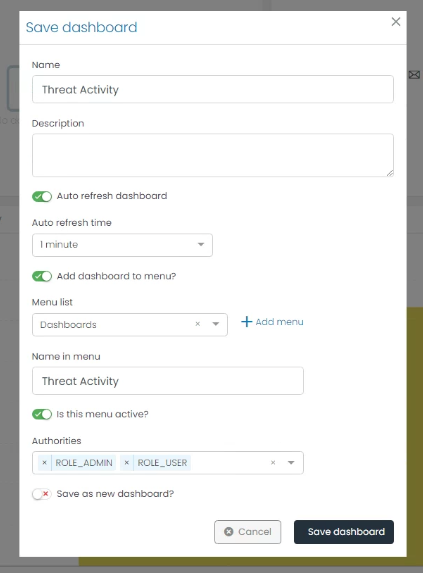 Save dashboard
Name
Threat Activity
Description
Auto refresh dashboard
Auto refresh time
1 minute
Add dashboard to menu?
Menu list
Dashboards
Add menu
Name in menu
Threat Activity
Is this menu active?
Authorities
ROLE_ADMIN ROLE_USER
Save as new dashboard?
Cancel Save dashboard